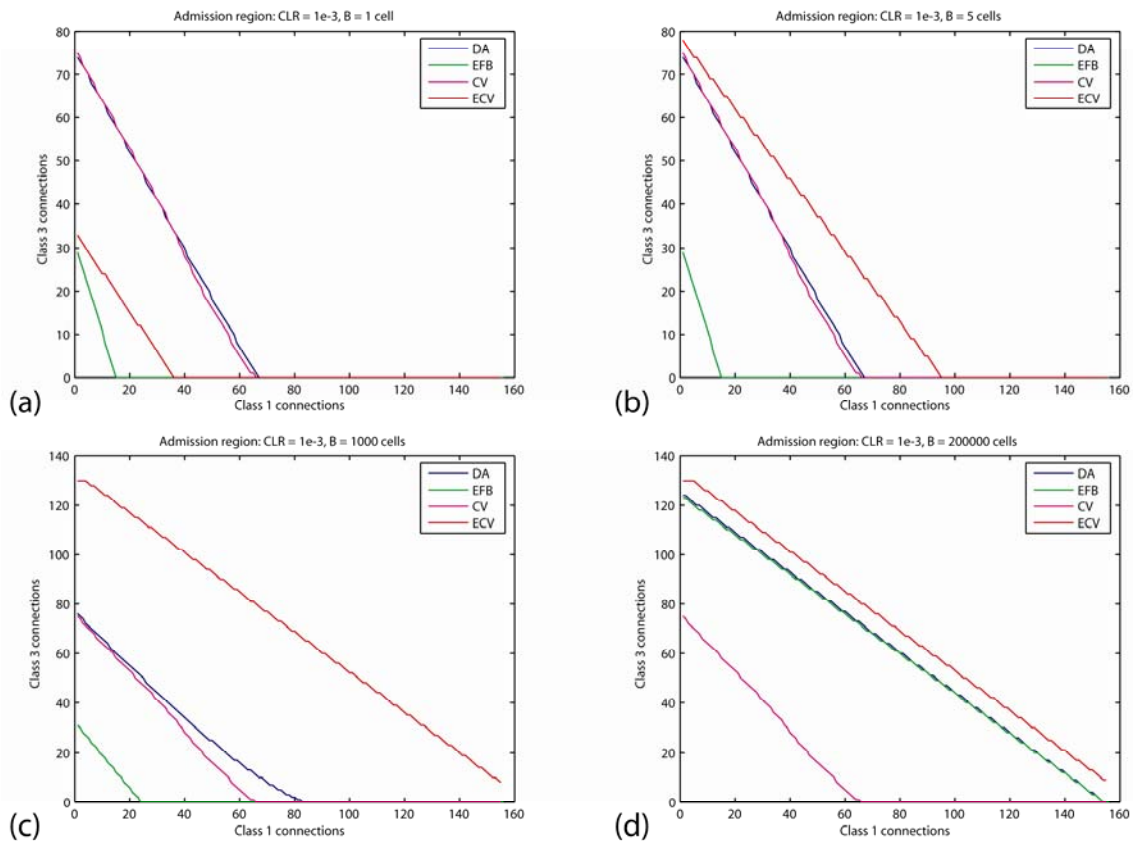 Admission region: CLR = 1e-3, B = 1 cell
80
70
60
50
40
30
20
10
0
Class 3 connections
DA
EFB
CV
ECV
0 20 40 60 80 100 120 140 160
Class 1 connections
(a)
Admission region: CLR = 1e-3, B = 5 cells
80
70
60
50
40
30
20
10
0
Class 3 connections
DA
EFB
CV
ECV
0 20 40 60 80 100 120 140 160
Class 1 connections
(b)
Admission region: CLR = 1e-3, B = 1000 cells
140
120
100
80
60
40
20
0
Class 3 connections
DA
EFB
CV
ECV
0 20 40 60 80 100 120 140 160
Class 1 connections
(c)
Admission region: CLR = 1e-3, B = 200000 cells
140
120
100
80
60
40
20
0
Class 3 connections
DA
EFB
CV
ECV
0 20 40 60 80 100 120 140 160
Class 1 connections
(d)